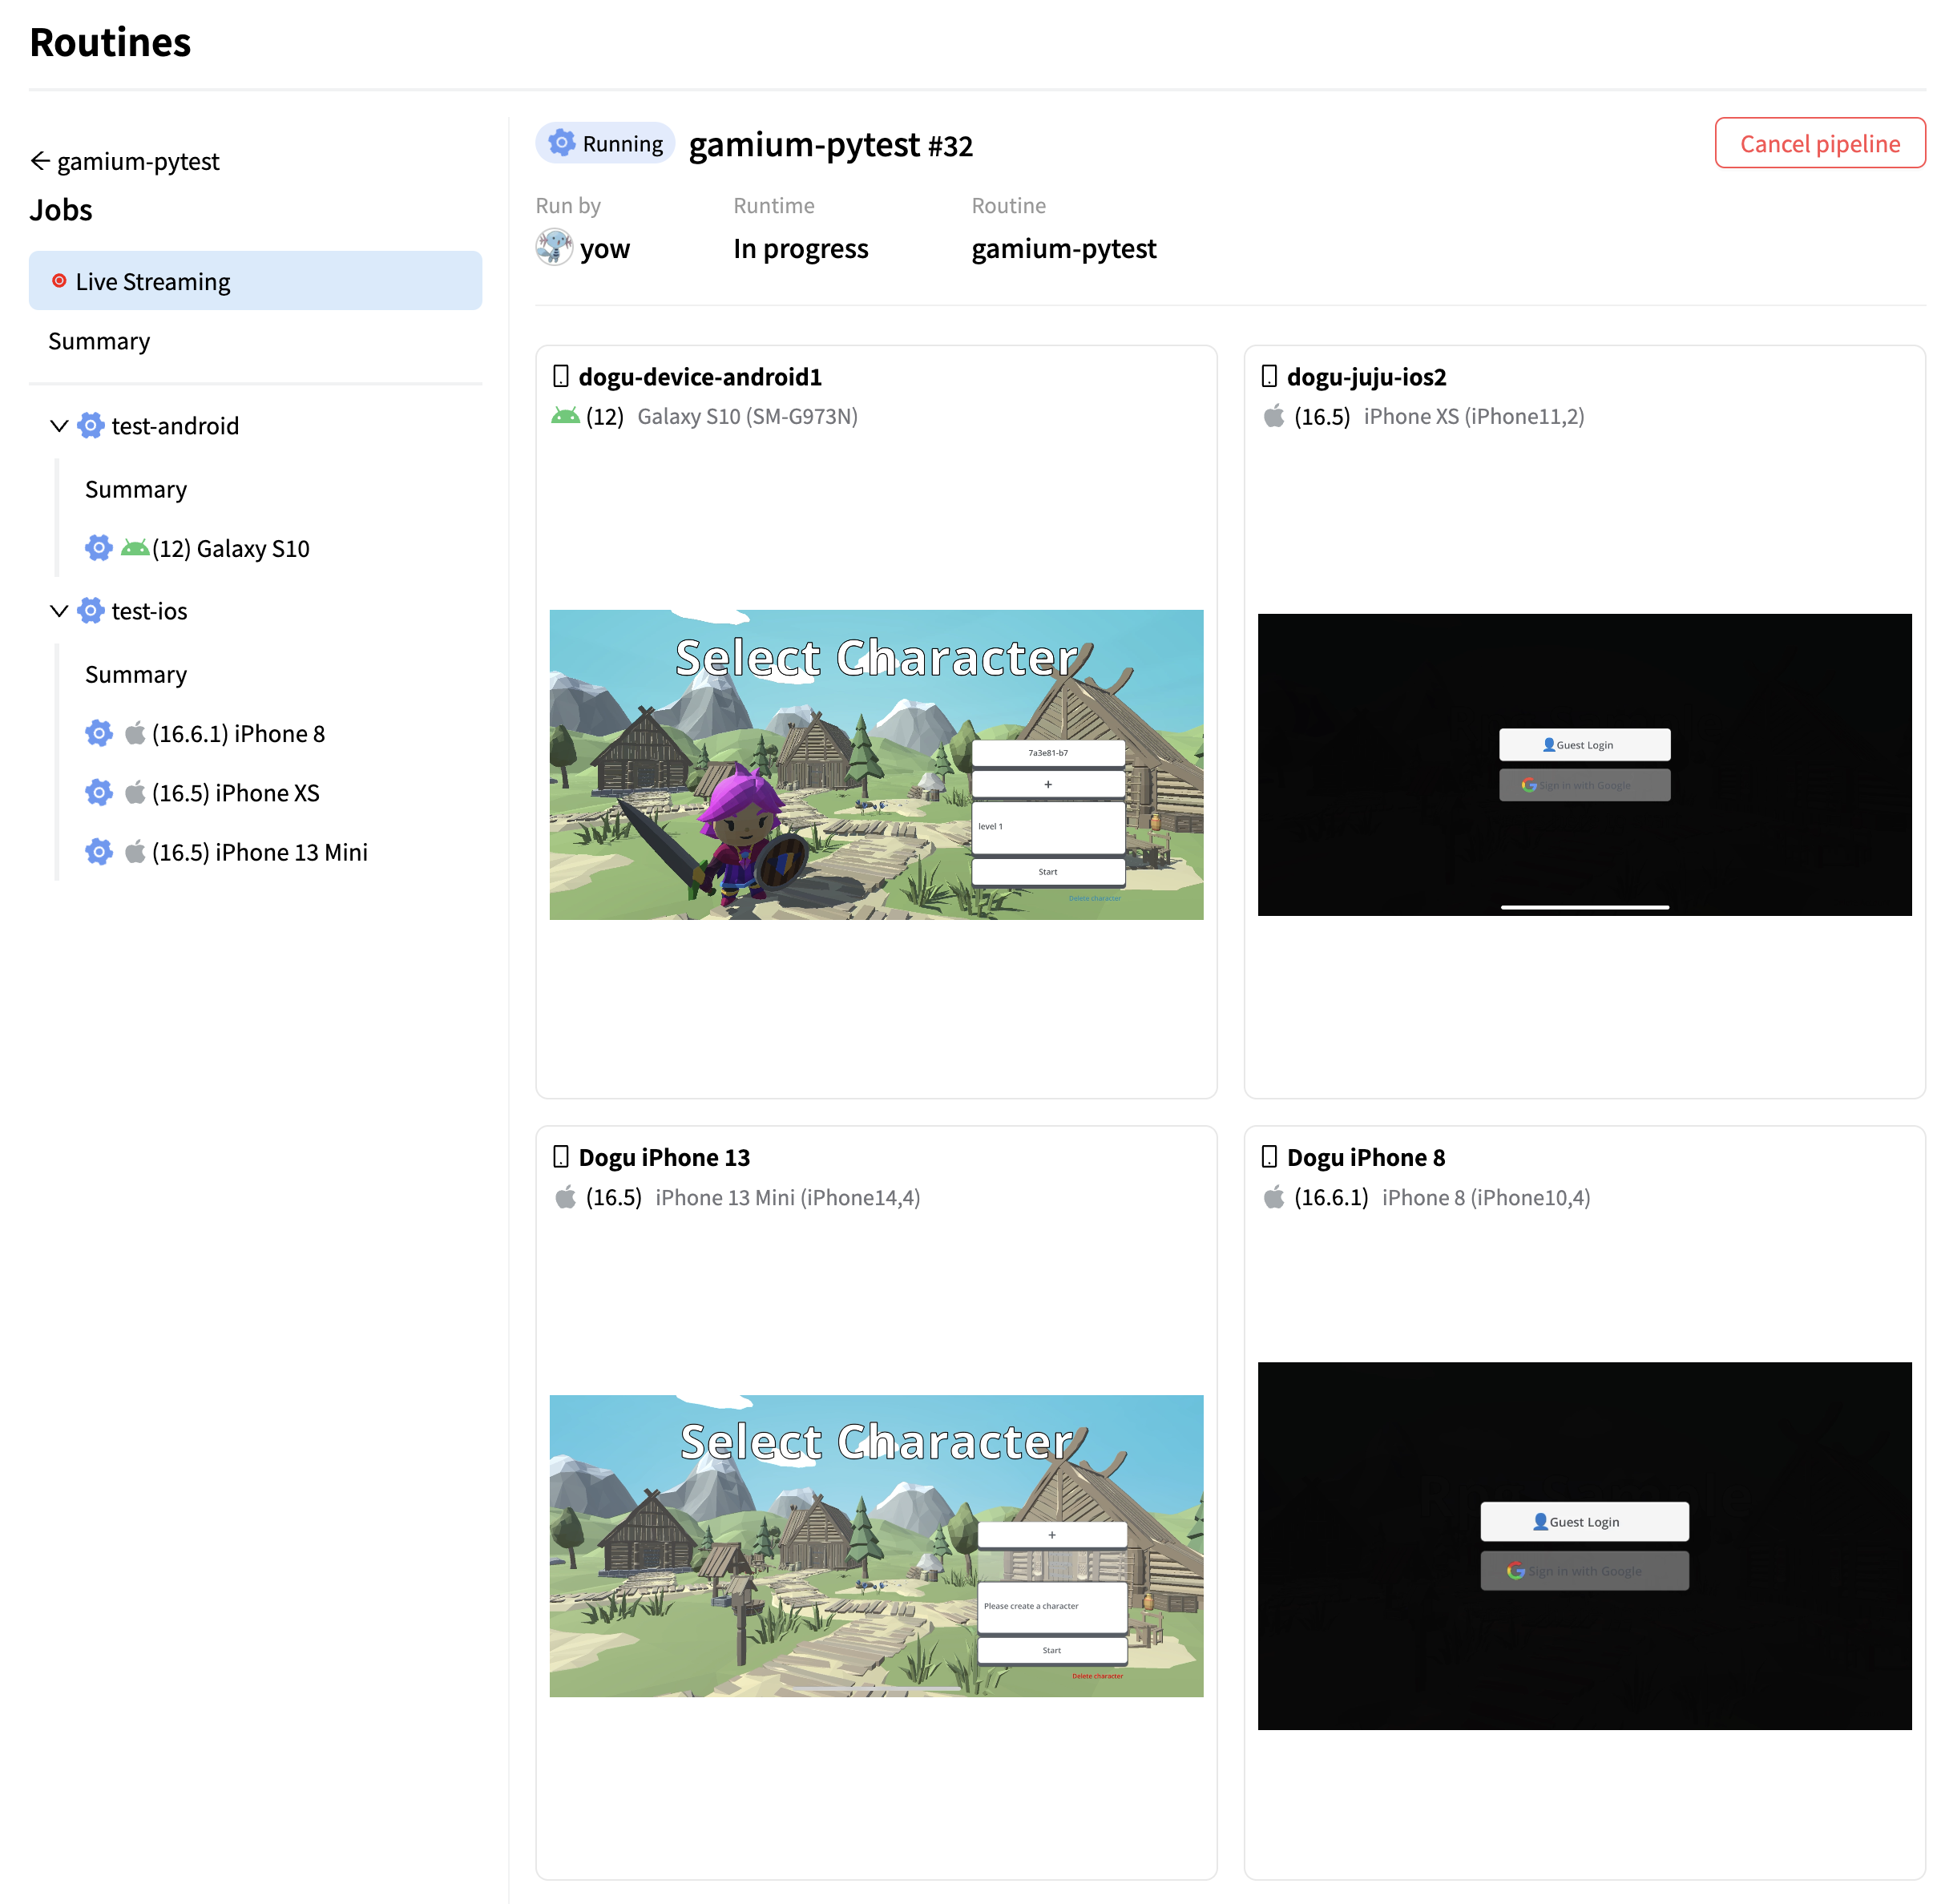 Routines
← gamium-pytest
Jobs
Live Streaming
Summary
test-android
Summary
(12) Galaxy S10
test-ios
Summary
(16.6.1) iPhone 8
(16.5) iPhone XS
(16.5) iPhone 13 Mini
Running gamium-pytest #32
Cancel pipeline
Run by Runtime Routine
yow In progress gamium-pytest
dogu-device-android1
(12) Galaxy S10 (SM-G973N)
Select Character
7a3e81-b7
+
level 1
Start
Delete character
dogu-juju-ios2
(16.5) iPhone XS (iPhone11,2)
Guest Login
Sign in with Google
Dogu iPhone 13
(16.5) iPhone 13 Mini (iPhone14,4)
Select Character
+
Please create a character
Start
Delete character
Dogu iPhone 8
(16.6.1) iPhone 8 (iPhone10,4)
Guest Login
Sign in with Google